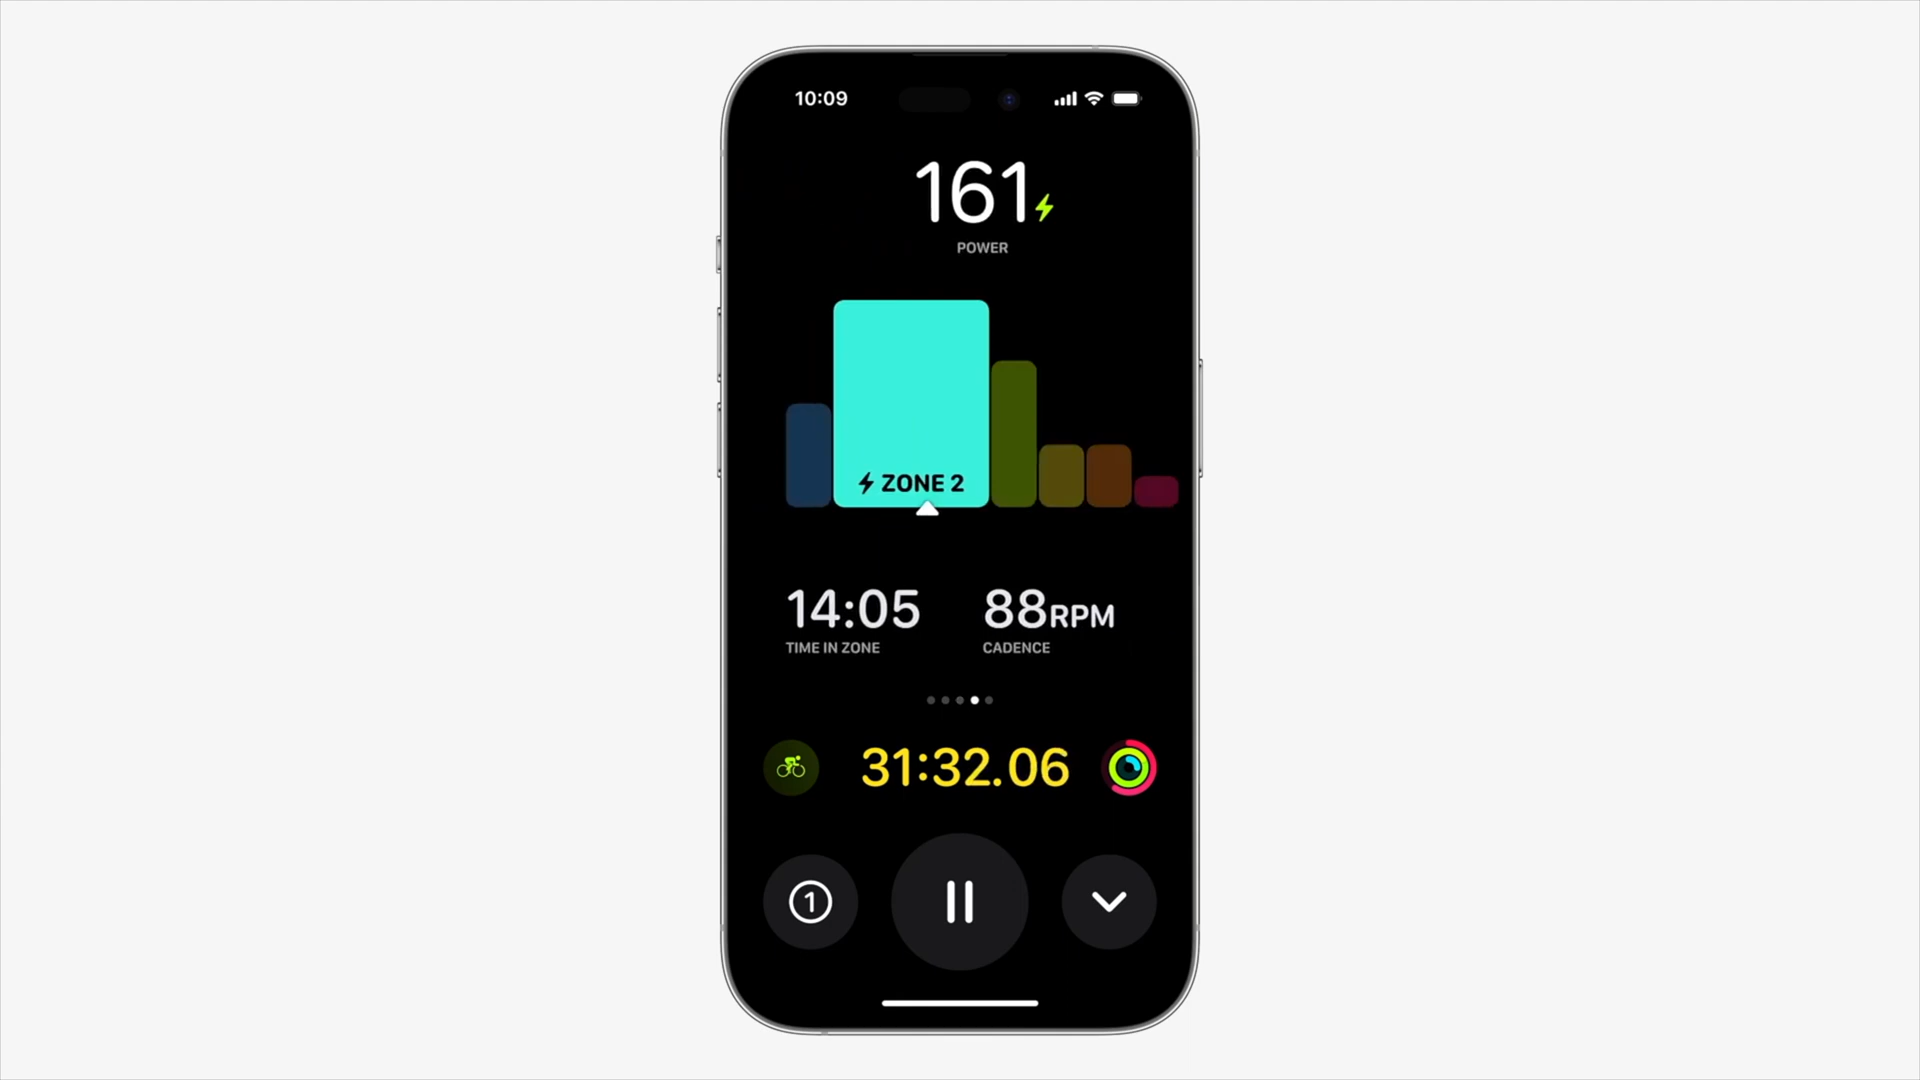 10:09
161
POWER
ZONE 2
14:05 88RPM
TIME IN ZONE CADENCE
31:32.06
1